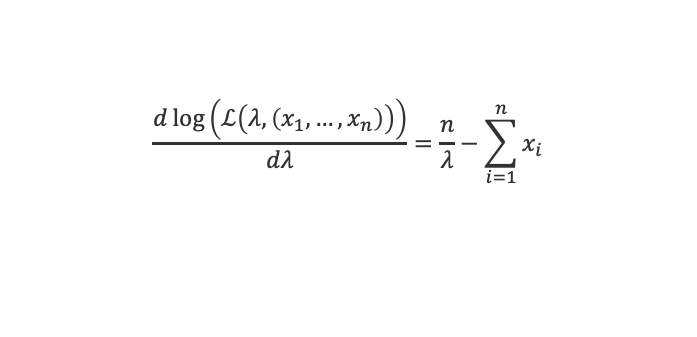 d log(ℒ(λ, (x₁, …, xₙ))) / dλ = n/λ − ∑ᵢ₌₁ⁿ xᵢ